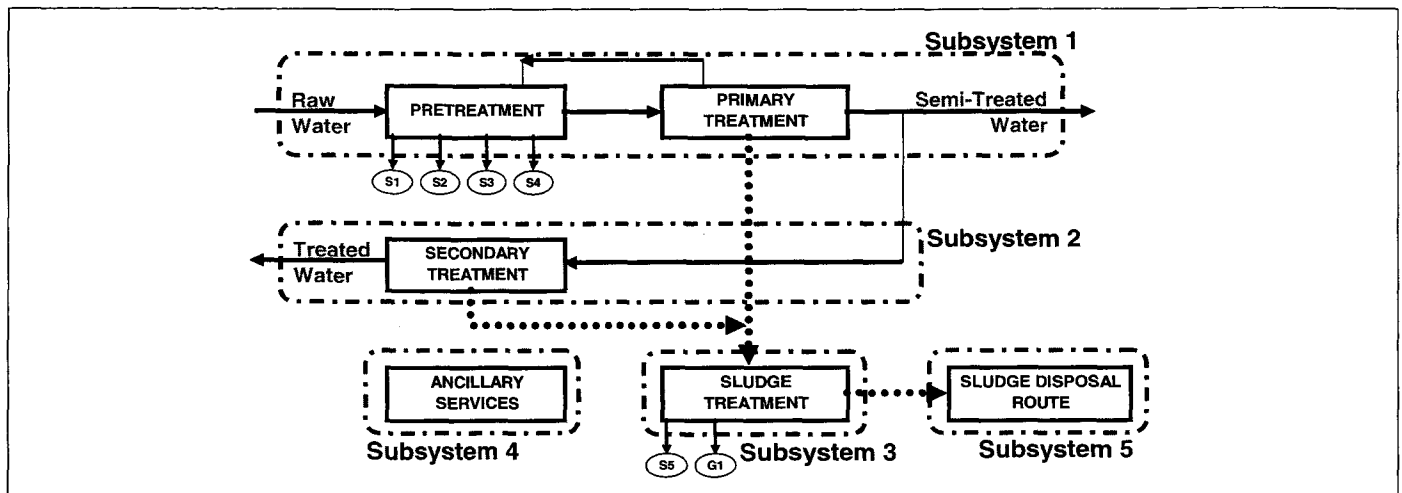 Subsystem 1
Raw
Water
PRETREATMENT
PRIMARY
TREATMENT
Semi-Treated
Water
S1
S2
S3
S4
Treated
Water
SECONDARY
TREATMENT
Subsystem 2
ANCILLARY
SERVICES
SLUDGE
TREATMENT
SLUDGE DISPOSAL
ROUTE
Subsystem 4
S5
G1
Subsystem 3
Subsystem 5